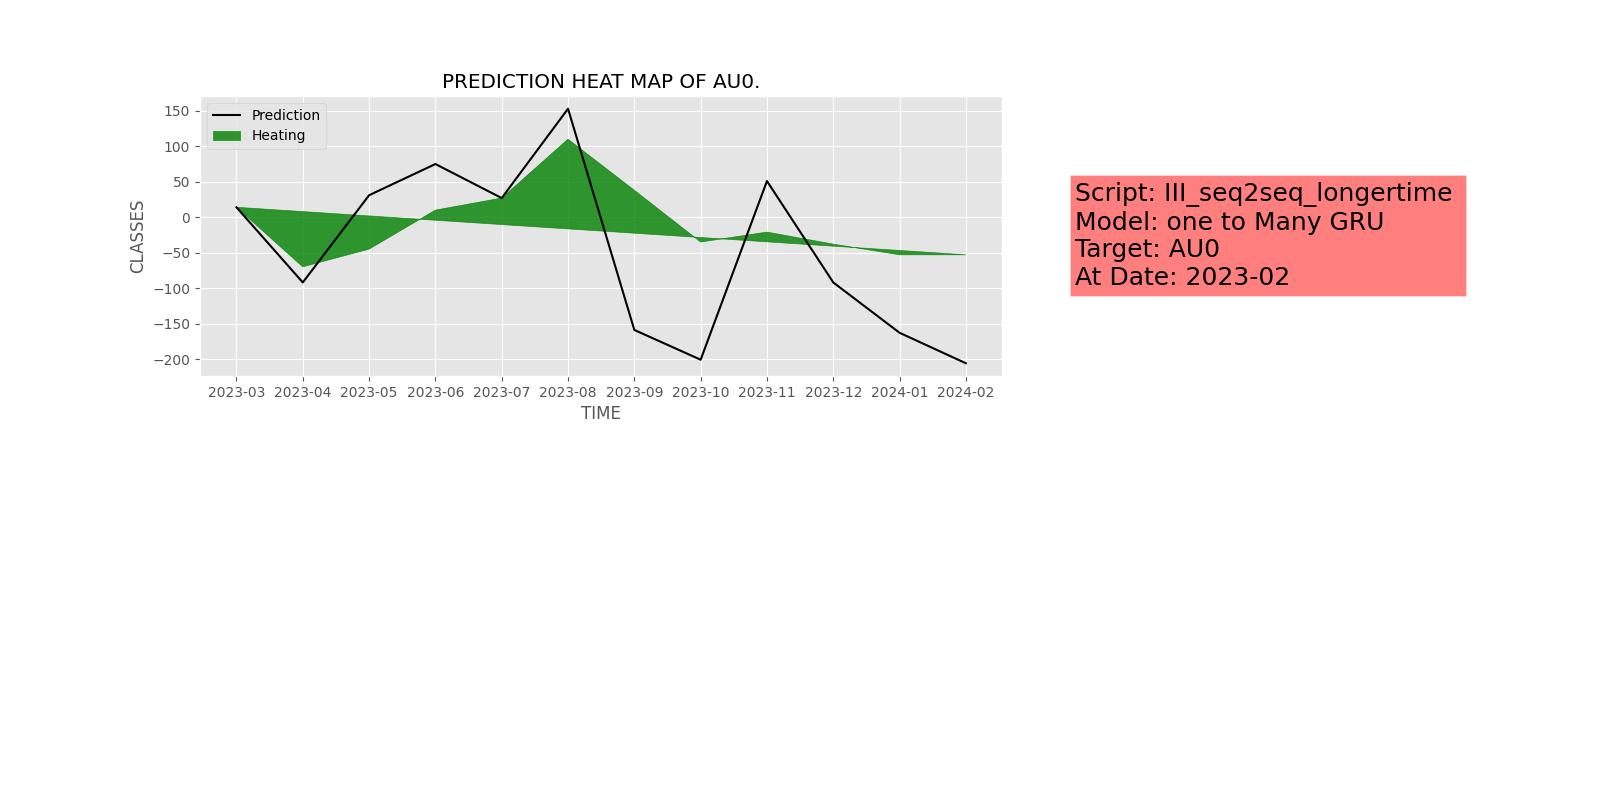 PREDICTION HEAT MAP OF AU0.
Prediction
Heating
150
100
50
0
−50
−100
−150
−200
CLASSES
2023-03 2023-04 2023-05 2023-06 2023-07 2023-08 2023-09 2023-10 2023-11 2023-12 2024-01 2024-02
TIME
Script: III_seq2seq_longertime
Model: one to Many GRU
Target: AU0
At Date: 2023-02